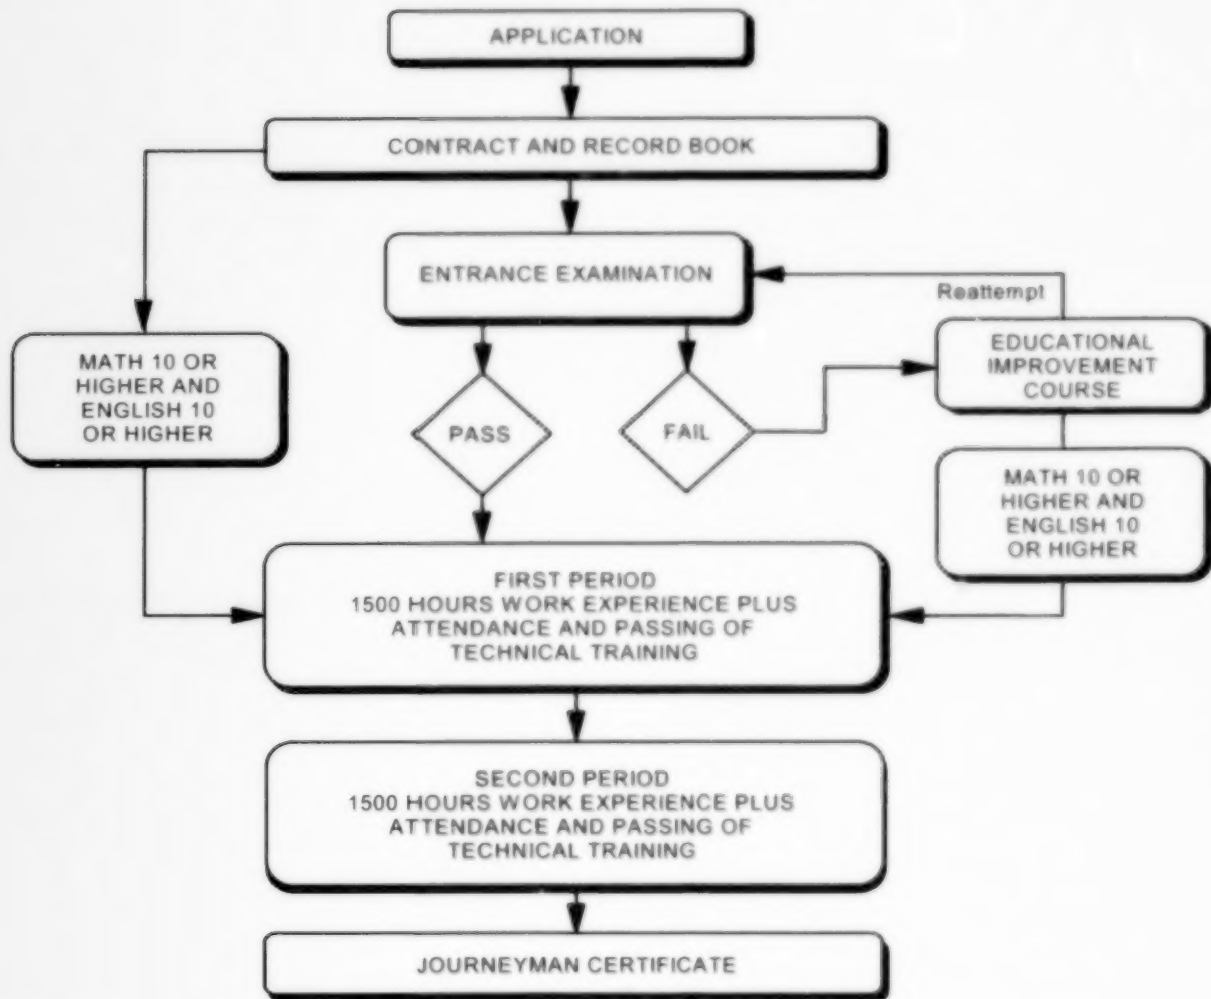 APPLICATION
CONTRACT AND RECORD BOOK
ENTRANCE EXAMINATION
Reattempt
MATH 10 OR
HIGHER AND
ENGLISH 10
OR HIGHER
PASS
FAIL
EDUCATIONAL
IMPROVEMENT
COURSE
MATH 10 OR
HIGHER AND
ENGLISH 10
OR HIGHER
FIRST PERIOD
1500 HOURS WORK EXPERIENCE PLUS
ATTENDANCE AND PASSING OF
TECHNICAL TRAINING
SECOND PERIOD
1500 HOURS WORK EXPERIENCE PLUS
ATTENDANCE AND PASSING OF
TECHNICAL TRAINING
JOURNEYMAN CERTIFICATE